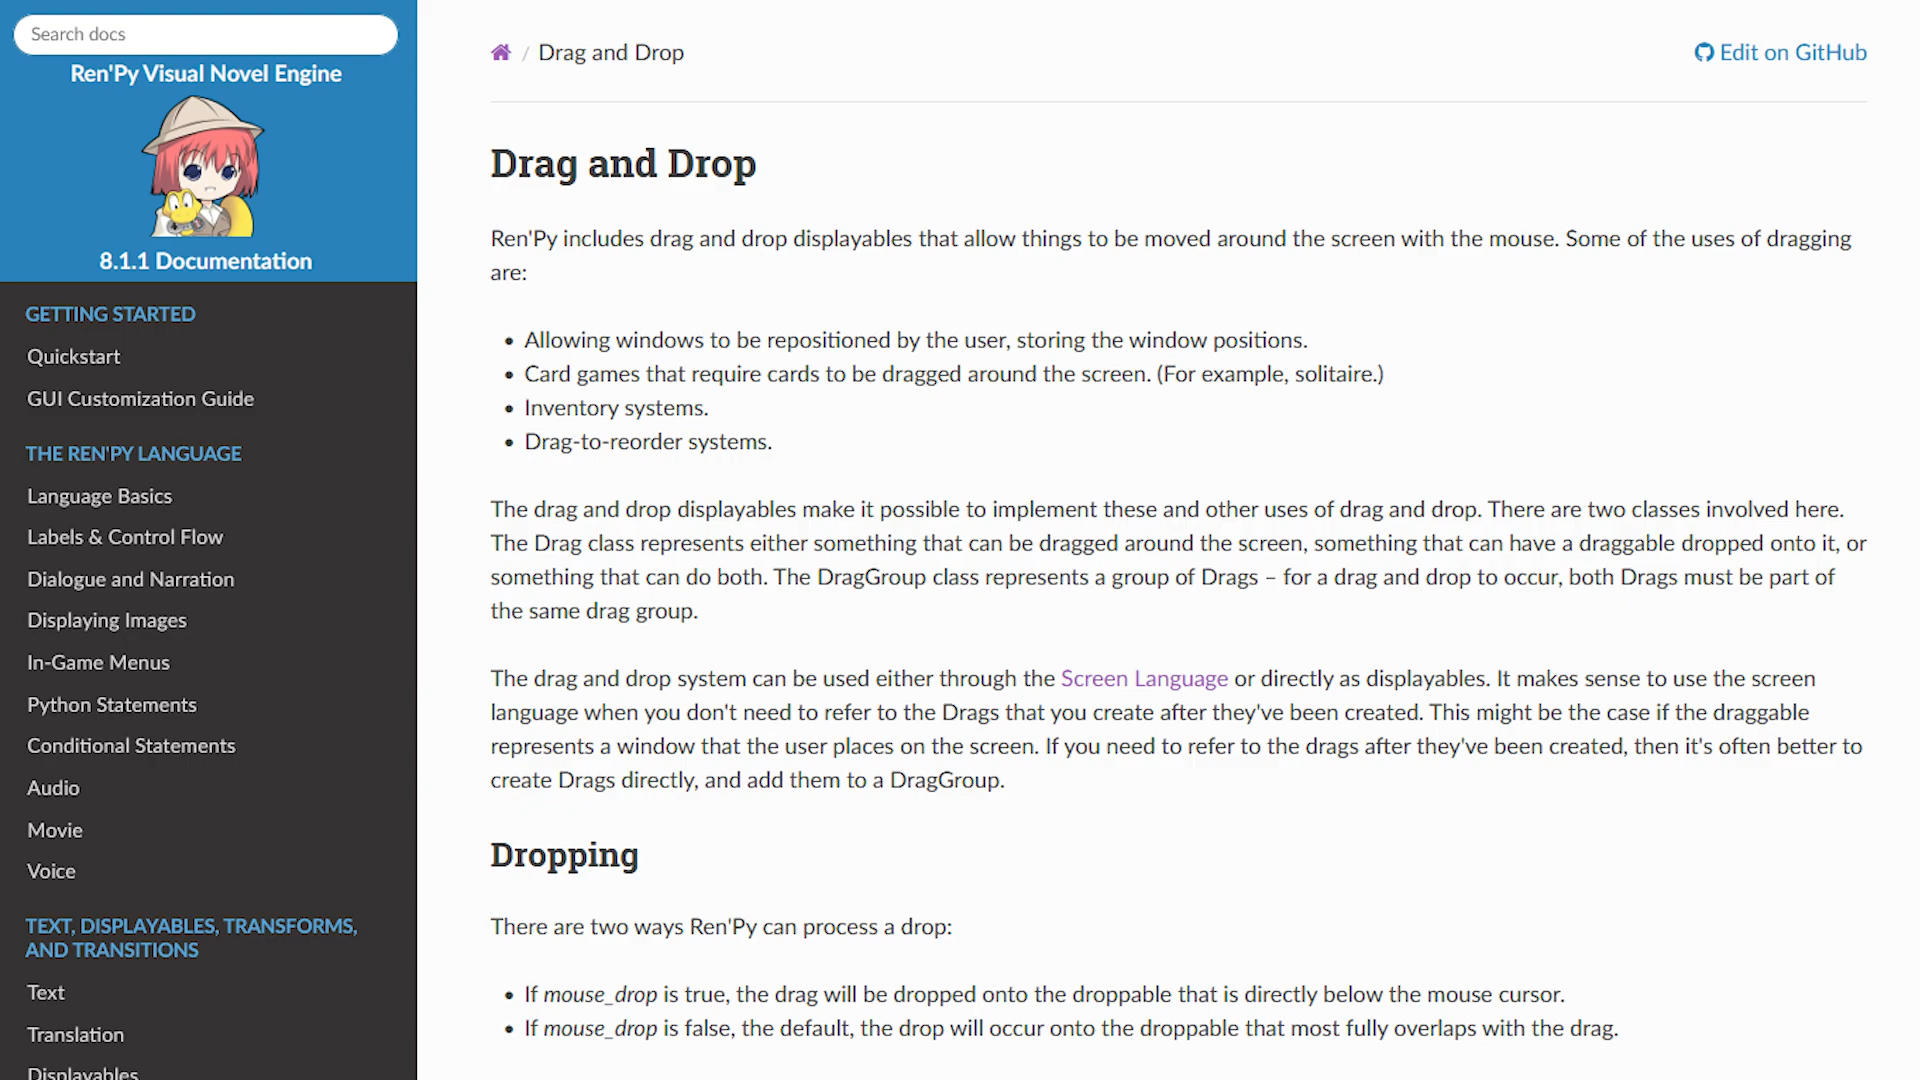 Search docs
Ren'Py Visual Novel Engine
8.1.1 Documentation
GETTING STARTED
Quickstart
GUI Customization Guide
THE REN'PY LANGUAGE
Language Basics
Labels & Control Flow
Dialogue and Narration
Displaying Images
In-Game Menus
Python Statements
Conditional Statements
Audio
Movie
Voice
TEXT, DISPLAYABLES, TRANSFORMS,
AND TRANSITIONS
Text
Translation
Displayables
/ Drag and Drop
Edit on GitHub
Drag and Drop
Ren'Py includes drag and drop displayables that allow things to be moved around the screen with the mouse. Some of the uses of dragging
are:
• Allowing windows to be repositioned by the user, storing the window positions.
• Card games that require cards to be dragged around the screen. (For example, solitaire.)
• Inventory systems.
• Drag-to-reorder systems.
The drag and drop displayables make it possible to implement these and other uses of drag and drop. There are two classes involved here.
The Drag class represents either something that can be dragged around the screen, something that can have a draggable dropped onto it, or
something that can do both. The DragGroup class represents a group of Drags – for a drag and drop to occur, both Drags must be part of
the same drag group.
The drag and drop system can be used either through the Screen Language or directly as displayables. It makes sense to use the screen
language when you don't need to refer to the Drags that you create after they've been created. This might be the case if the draggable
represents a window that the user places on the screen. If you need to refer to the drags after they've been created, then it's often better to
create Drags directly, and add them to a DragGroup.
Dropping
There are two ways Ren'Py can process a drop:
• If mouse_drop is true, the drag will be dropped onto the droppable that is directly below the mouse cursor.
• If mouse_drop is false, the default, the drop will occur onto the droppable that most fully overlaps with the drag.